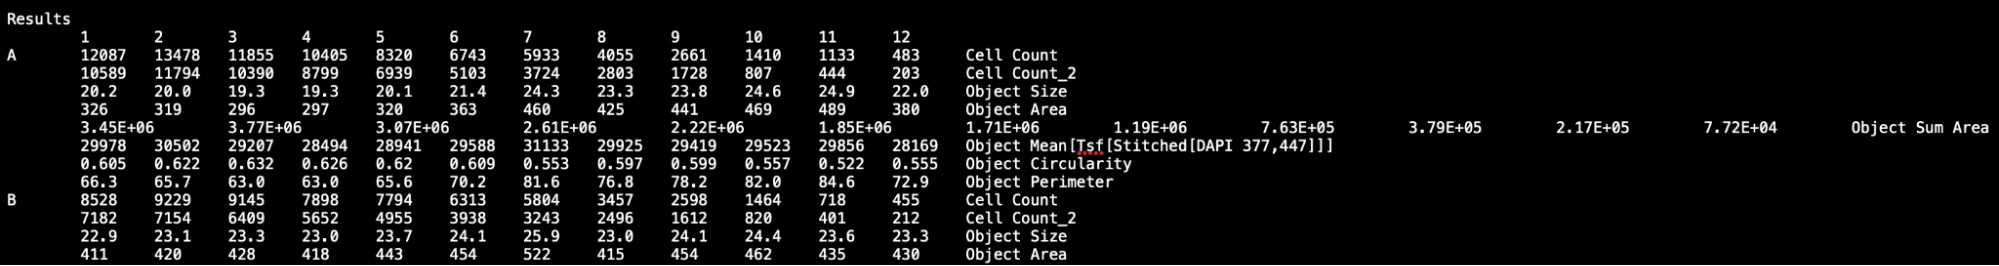 Results
1 2 3 4 5 6 7 8 9 10 11 12
A 12087 13478 11855 10405 8320 6743 5933 4055 2661 1410 1133 483 Cell Count
10589 11794 10390 8799 6939 5103 3724 2803 1728 807 444 203 Cell Count_2
20.2 20.0 19.3 19.3 20.1 21.4 24.3 23.3 23.8 24.6 24.9 22.0 Object Size
326 319 296 297 320 363 460 425 441 469 489 380 Object Area
3.45E+06 3.77E+06 3.07E+06 2.61E+06 2.22E+06 1.85E+06 1.71E+06 1.19E+06 7.63E+05 3.79E+05 2.17E+05 7.72E+04 Object Sum Area
29978 30502 29207 28494 28941 29588 31133 29925 29419 29523 29856 28169 Object Mean[Tsf[Stitched[DAPI 377,447]]]
0.605 0.622 0.632 0.626 0.62 0.609 0.553 0.597 0.599 0.557 0.522 0.555 Object Circularity
66.3 65.7 63.0 63.0 65.6 70.2 81.6 76.8 78.2 82.0 84.6 72.9 Object Perimeter
B 8528 9229 9145 7898 7794 6313 5804 3457 2598 1464 718 455 Cell Count
7182 7154 6409 5652 4955 3938 3243 2496 1612 820 401 212 Cell Count_2
22.9 23.1 23.3 23.0 23.7 24.1 25.9 23.0 24.1 24.4 23.6 23.3 Object Size
411 420 428 418 443 454 522 415 454 462 435 430 Object Area